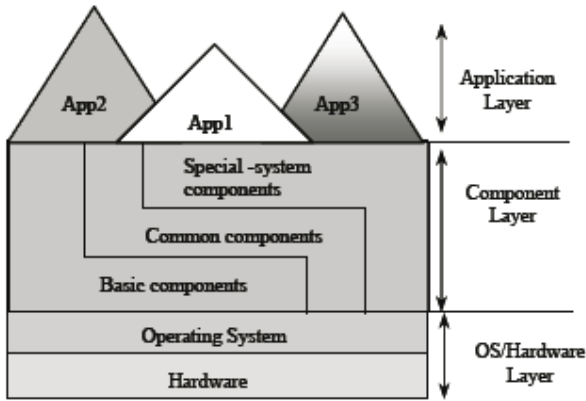 App2
App1
App3
Application
Layer
Special -system
components
Common components
Basic components
Component
Layer
Operating System
Hardware
OS/Hardware
Layer